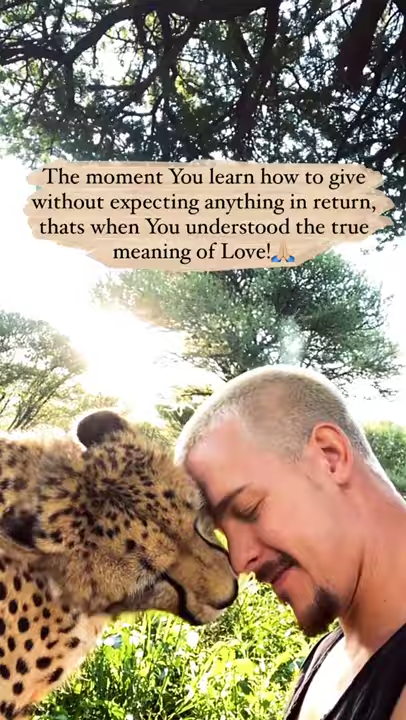 The moment You learn how to give
without expecting anything in return,
thats when You understood the true
meaning of Love!🙏🏼